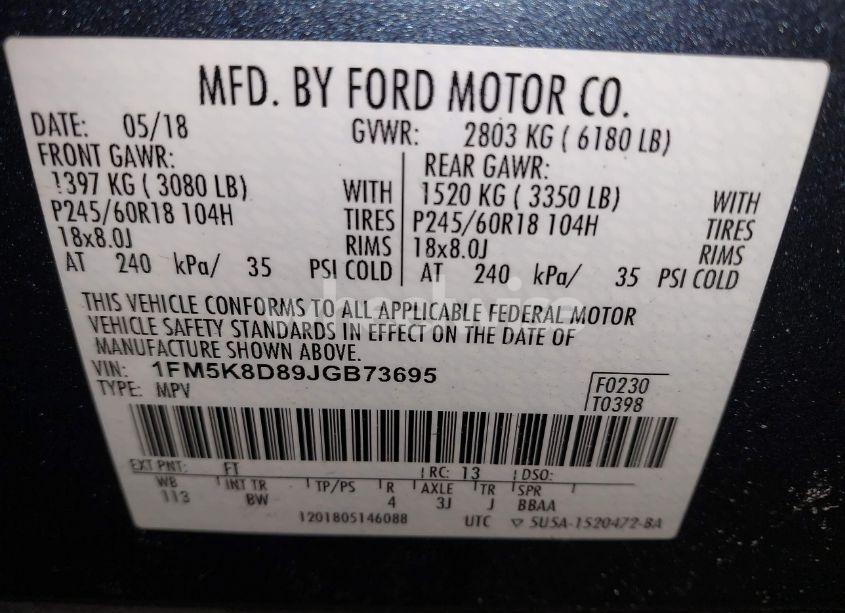 MFD. BY FORD MOTOR CO.
DATE: 05/18 GVWR: 2803 KG ( 6180 LB)
FRONT GAWR: REAR GAWR:
1397 KG ( 3080 LB) WITH 1520 KG ( 3350 LB) WITH
P245/60R18 104H TIRES P245/60R18 104H TIRES
18x8.0J RIMS 18x8.0J RIMS
AT 240 kPa/ 35 PSI COLD AT 240 kPa/ 35 PSI COLD
THIS VEHICLE CONFORMS TO ALL APPLICABLE FEDERAL MOTOR
VEHICLE SAFETY STANDARDS IN EFFECT ON THE DATE OF
MANUFACTURE SHOWN ABOVE.
VIN: 1FM5K8D89JGB73695
TYPE: MPV F0230
T0398
EXT PNT: FT RC: 13 DSO:
WB INT TR TP/PS R AXLE TR SPR
113 BW 4 3J J BBAA
1201805146088 UTC ▽ 5USA-1520472-BA